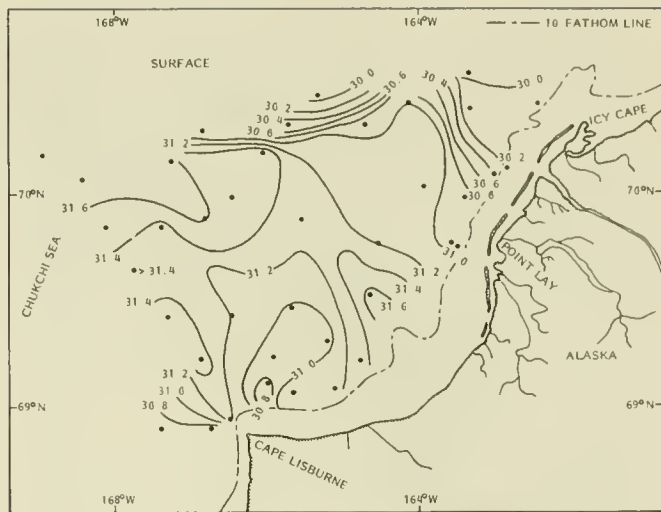 168°W
164°W
10 FATHOM LINE
SURFACE
30.0
30.2
30.4
30.6
30.6
30.4
30.0
31.2
ICY CAPE
30.2
70°N
31.6
30.6
30.6
70°N
31.4
31.0
CHUKCHI SEA
> 31.4
31.2
31.2
31.4
31.6
POINT LAY
31.4
ALASKA
31.2
31.0
31.0
30.8
30.8
69°N
69°N
CAPE LISBURNE
168°W
164°W